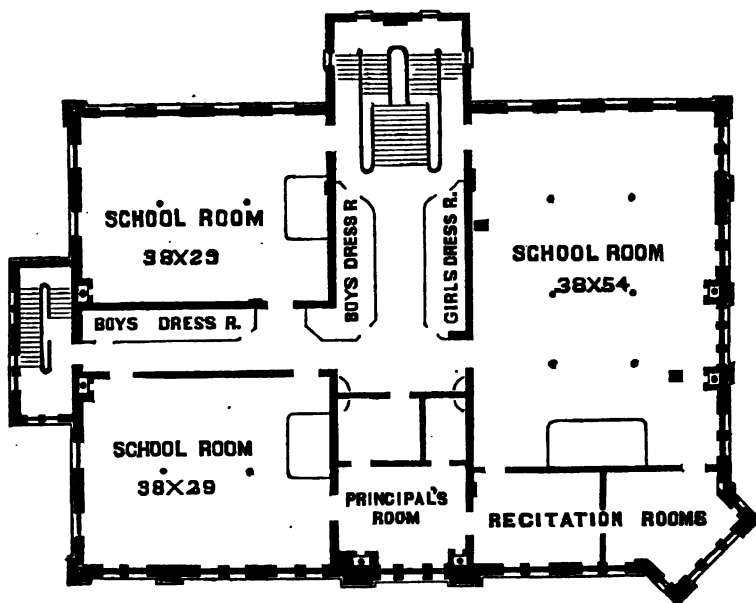 SCHOOL ROOM
38X29
BOYS DRESS R
GIRLS DRESS R.
SCHOOL ROOM
38X54
BOYS DRESS R.
SCHOOL ROOM
38X29
PRINCIPAL'S
ROOM
RECITATION ROOMS